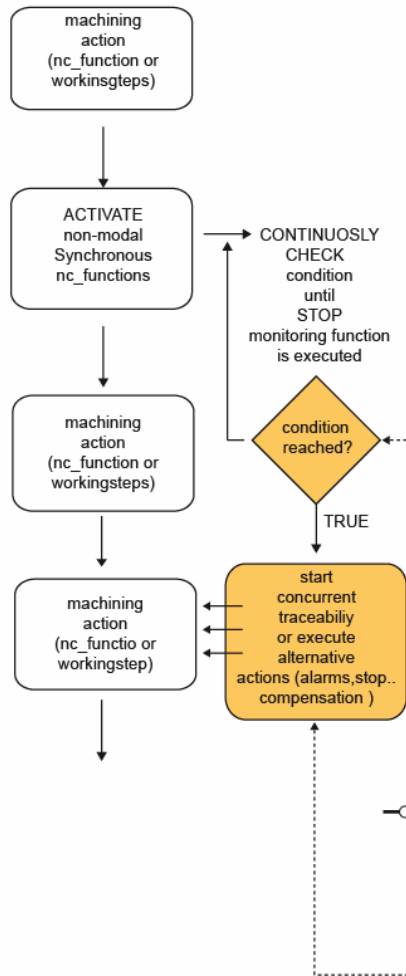 machining
action
(nc_function or
workinsgteps)
ACTIVATE
non-modal
Synchronous
nc_functions
CONTINUOSLY
CHECK
condition
until
STOP
monitoring function
is executed
machining
action
(nc_function or
workingsteps)
condition
reached?
TRUE
machining
action
(nc_functio or
workingstep)
start
concurrent
traceabiliy
or execute
alternative
actions (alarms,stop..
compensation )